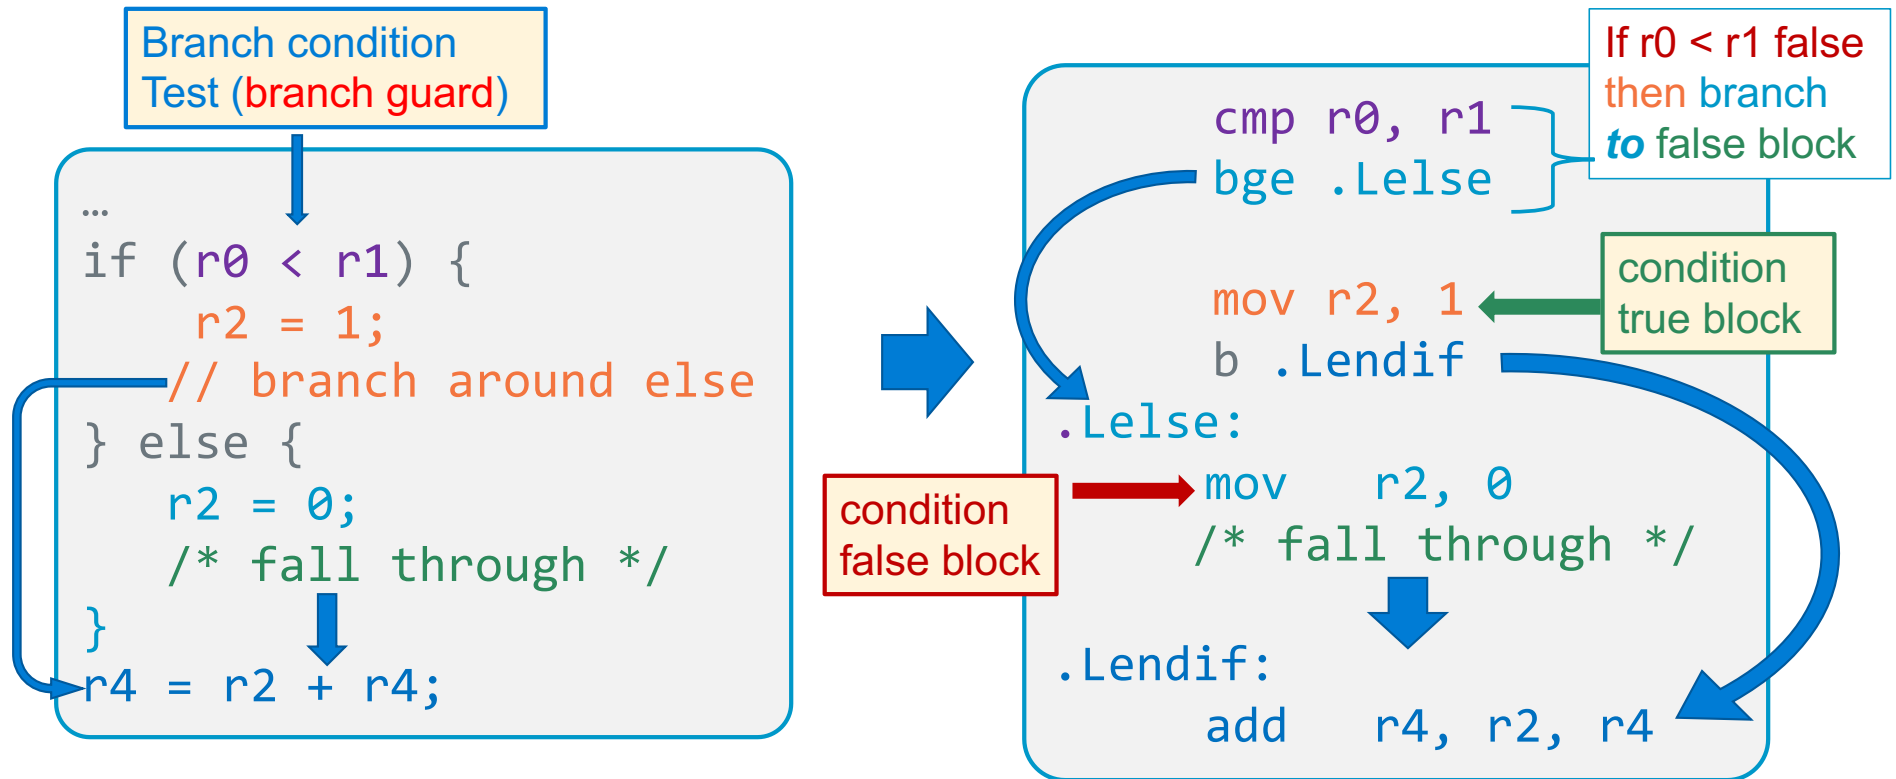 Branch condition
Test (branch guard)
…
if (r0 < r1) {
r2 = 1;
// branch around else
} else {
r2 = 0;
/* fall through */
}
r4 = r2 + r4;
If r0 < r1 false
then branch
to false block
cmp r0, r1
bge .Lelse
condition
true block
mov r2, 1
b .Lendif
.Lelse:
condition
false block
mov r2, 0
/* fall through */
.Lendif:
add r4, r2, r4